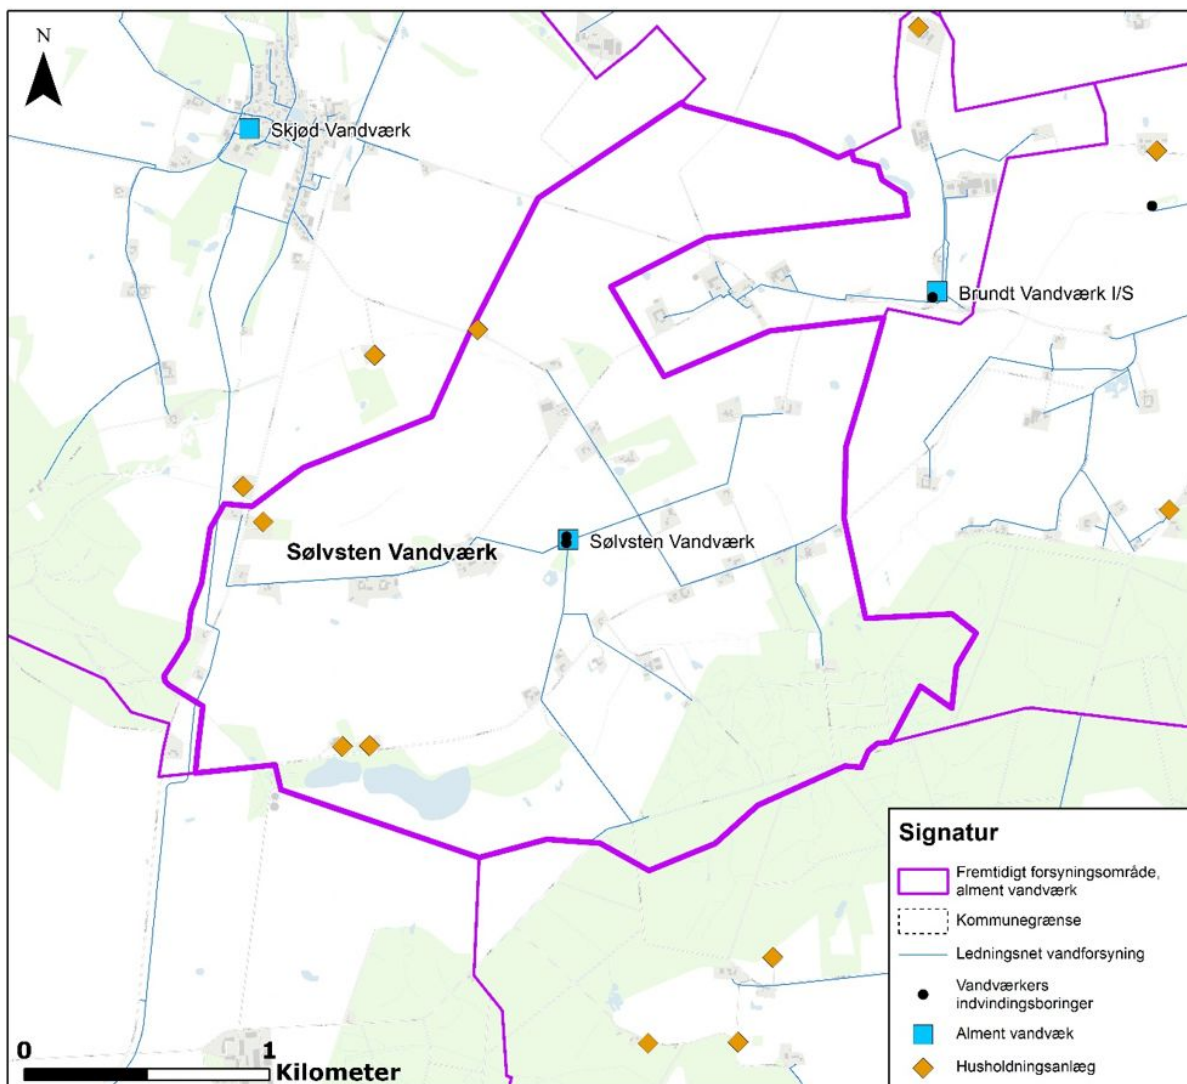 N
Skjød Vandværk
Brundt Vandværk I/S
Sølvsten Vandværk
Sølvsten Vandværk
Signatur
Fremtidigt forsyningsområde,
alment vandværk
Kommunegrænse
Ledningsnet vandforsyning
Vandværkers
indvindingsboringer
Alment vandvæk
Husholdningsanlæg
0 1
Kilometer